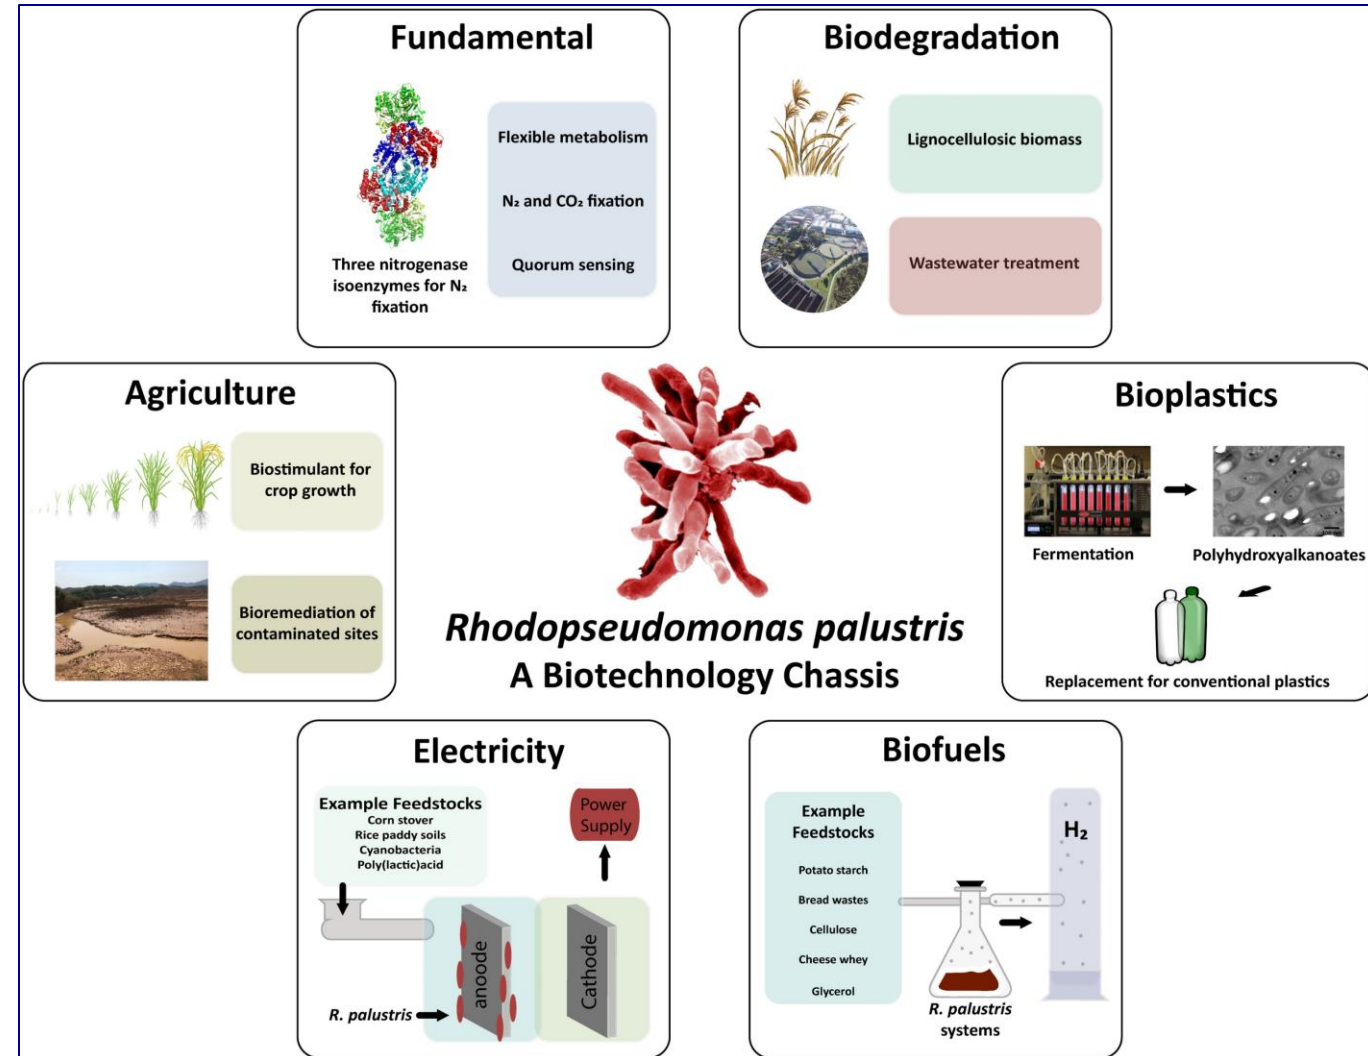 Fundamental
Three nitrogenase
isoenzymes for N₂
fixation
Flexible metabolism
N₂ and CO₂ fixation
Quorum sensing
Biodegradation
Lignocellulosic biomass
Wastewater treatment
Agriculture
Biostimulant for
crop growth
Bioremediation of
contaminated sites
Rhodopseudomonas palustris
A Biotechnology Chassis
Bioplastics
Fermentation
Polyhydroxyalkanoates
Replacement for conventional plastics
Electricity
Example Feedstocks
Corn stover
Rice paddy soils
Cyanobacteria
Poly(lactic)acid
Power
Supply
anoode
Cathode
R. palustris
Biofuels
Example
Feedstocks
Potato starch
Bread wastes
Cellulose
Cheese whey
Glycerol
H₂
R. palustris
systems